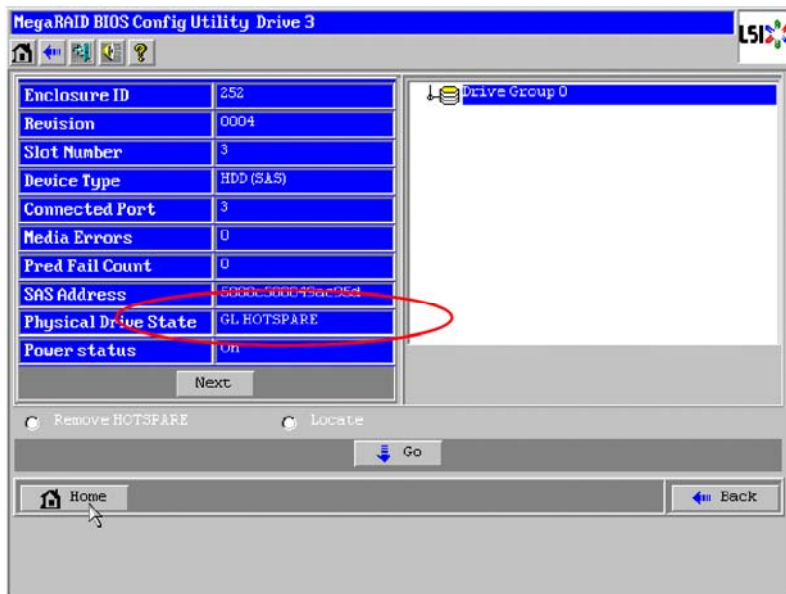 MegaRAID BIOS Config Utility Drive 3
LSI
Enclosure ID 252
Revision 0004
Slot Number 3
Device Type HDD (SAS)
Connected Port 3
Media Errors 0
Pred Fail Count 0
SAS Address
Physical Drive State GL HOTSPARE
Power status On
Next
Drive Group 0
Remove HOTSPARE Locate
Go
Home Back